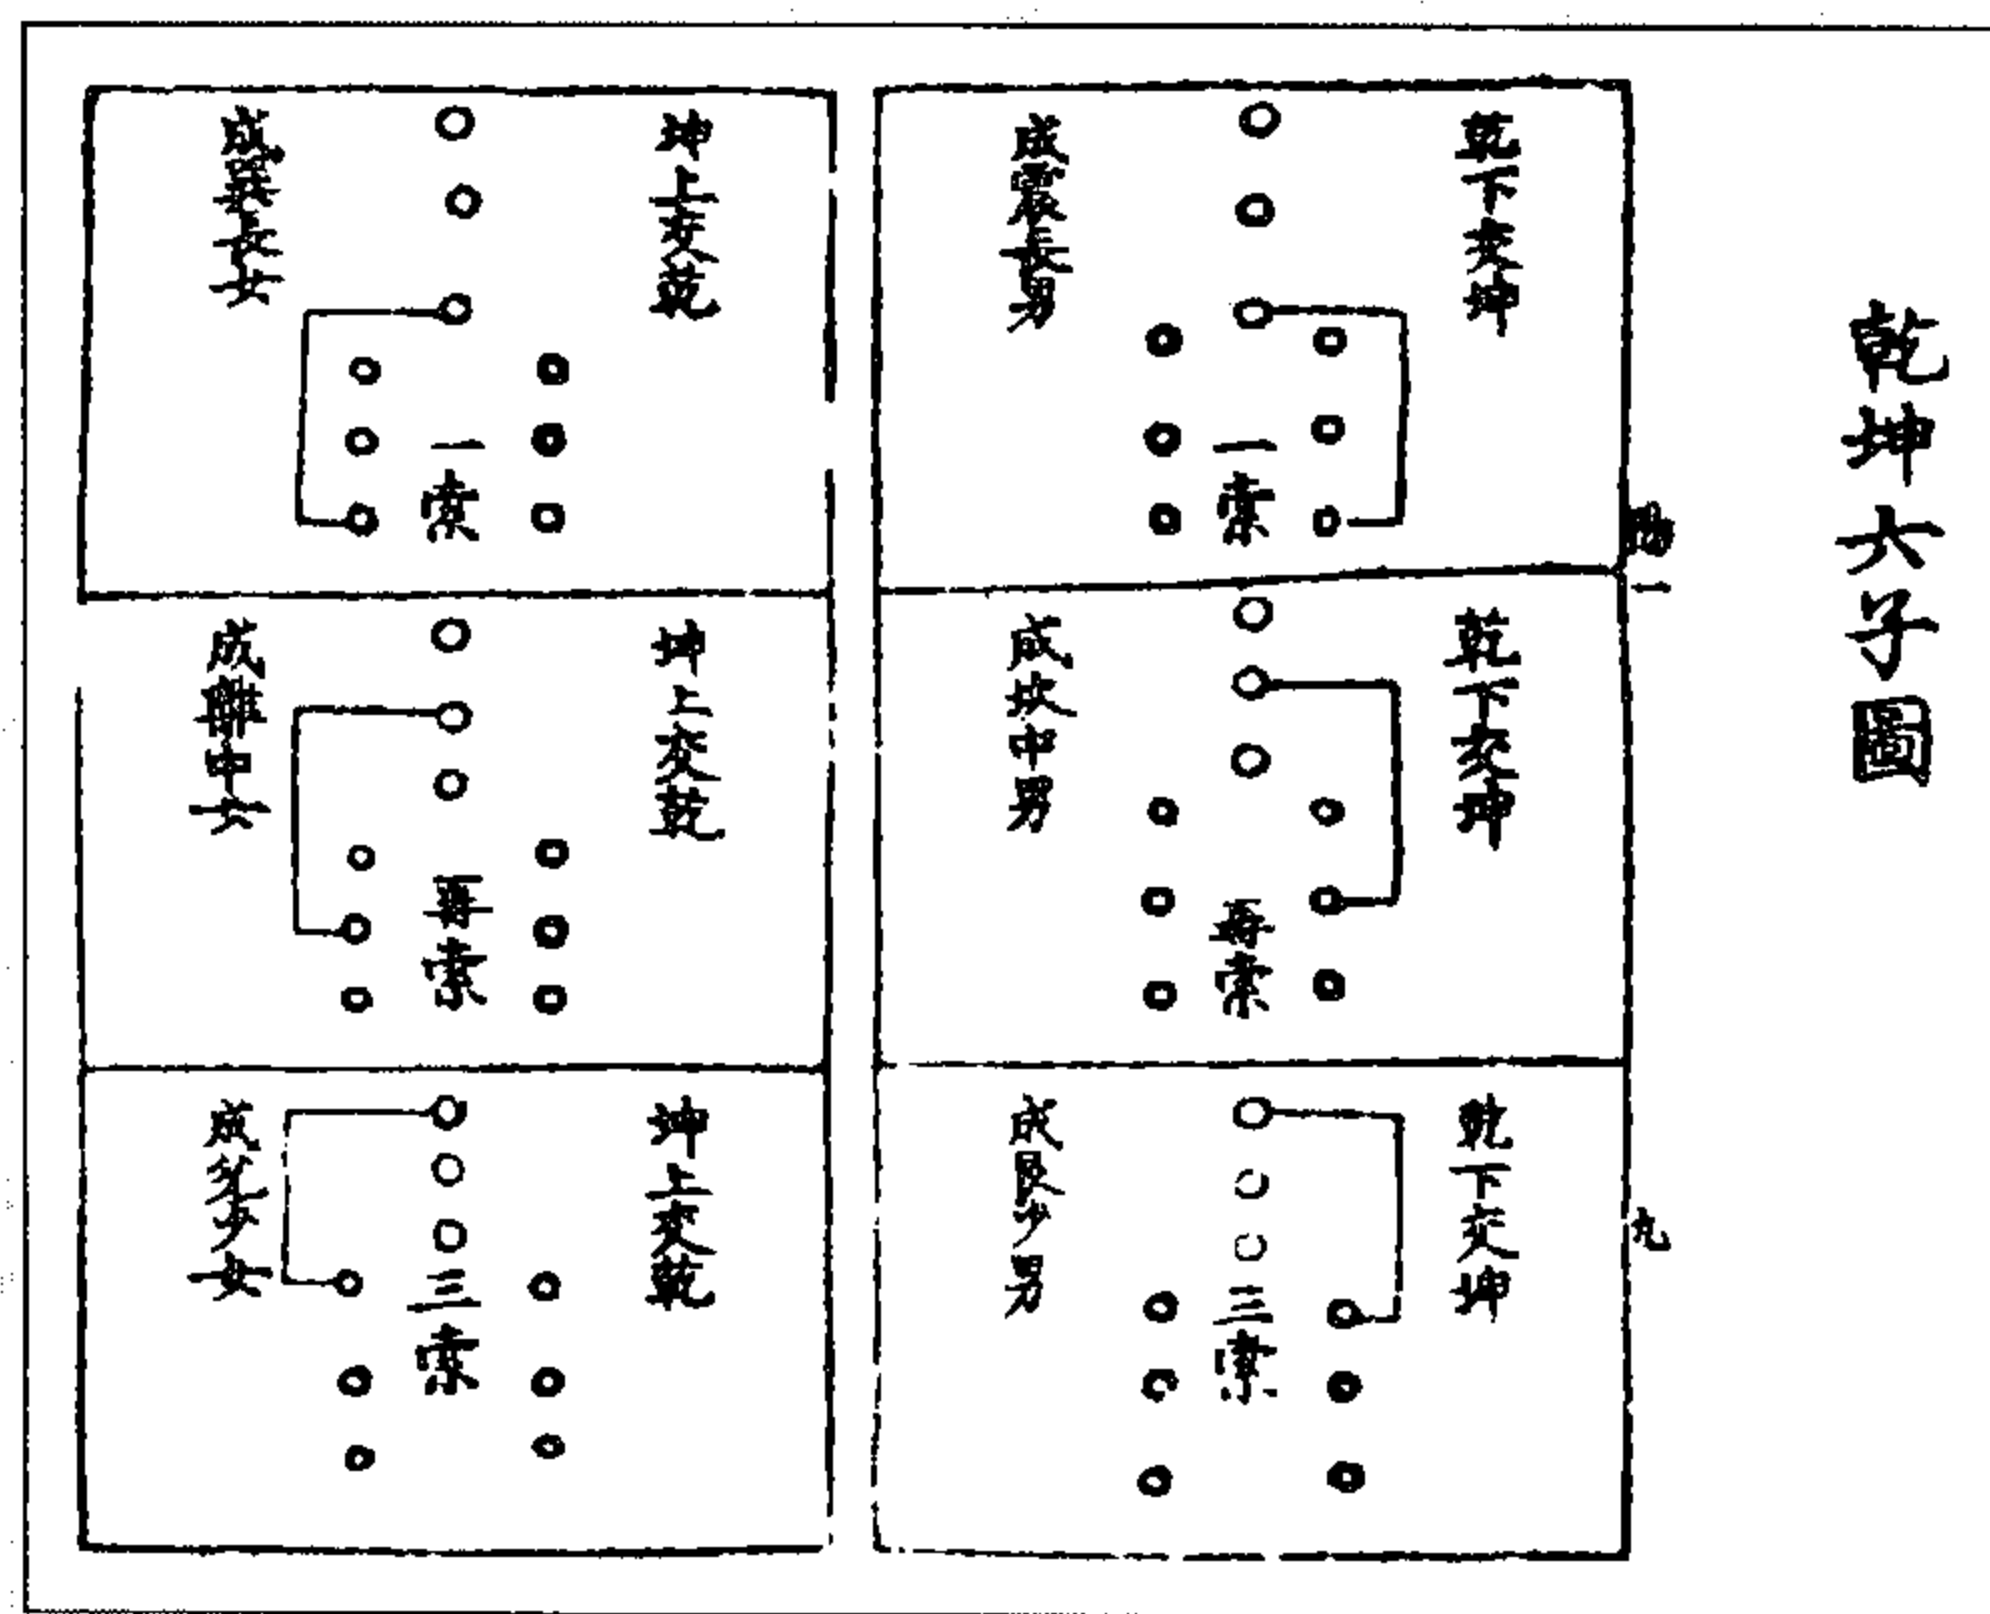 乾坤六子圖
乾下交坤
一索
成震長男
乾下交坤
再索
成坎中男
乾下交坤
三索
成艮少男
九
坤上交乾
一索
成巽長女
坤上交乾
再索
成離中女
坤上交乾
三索
成兌少女